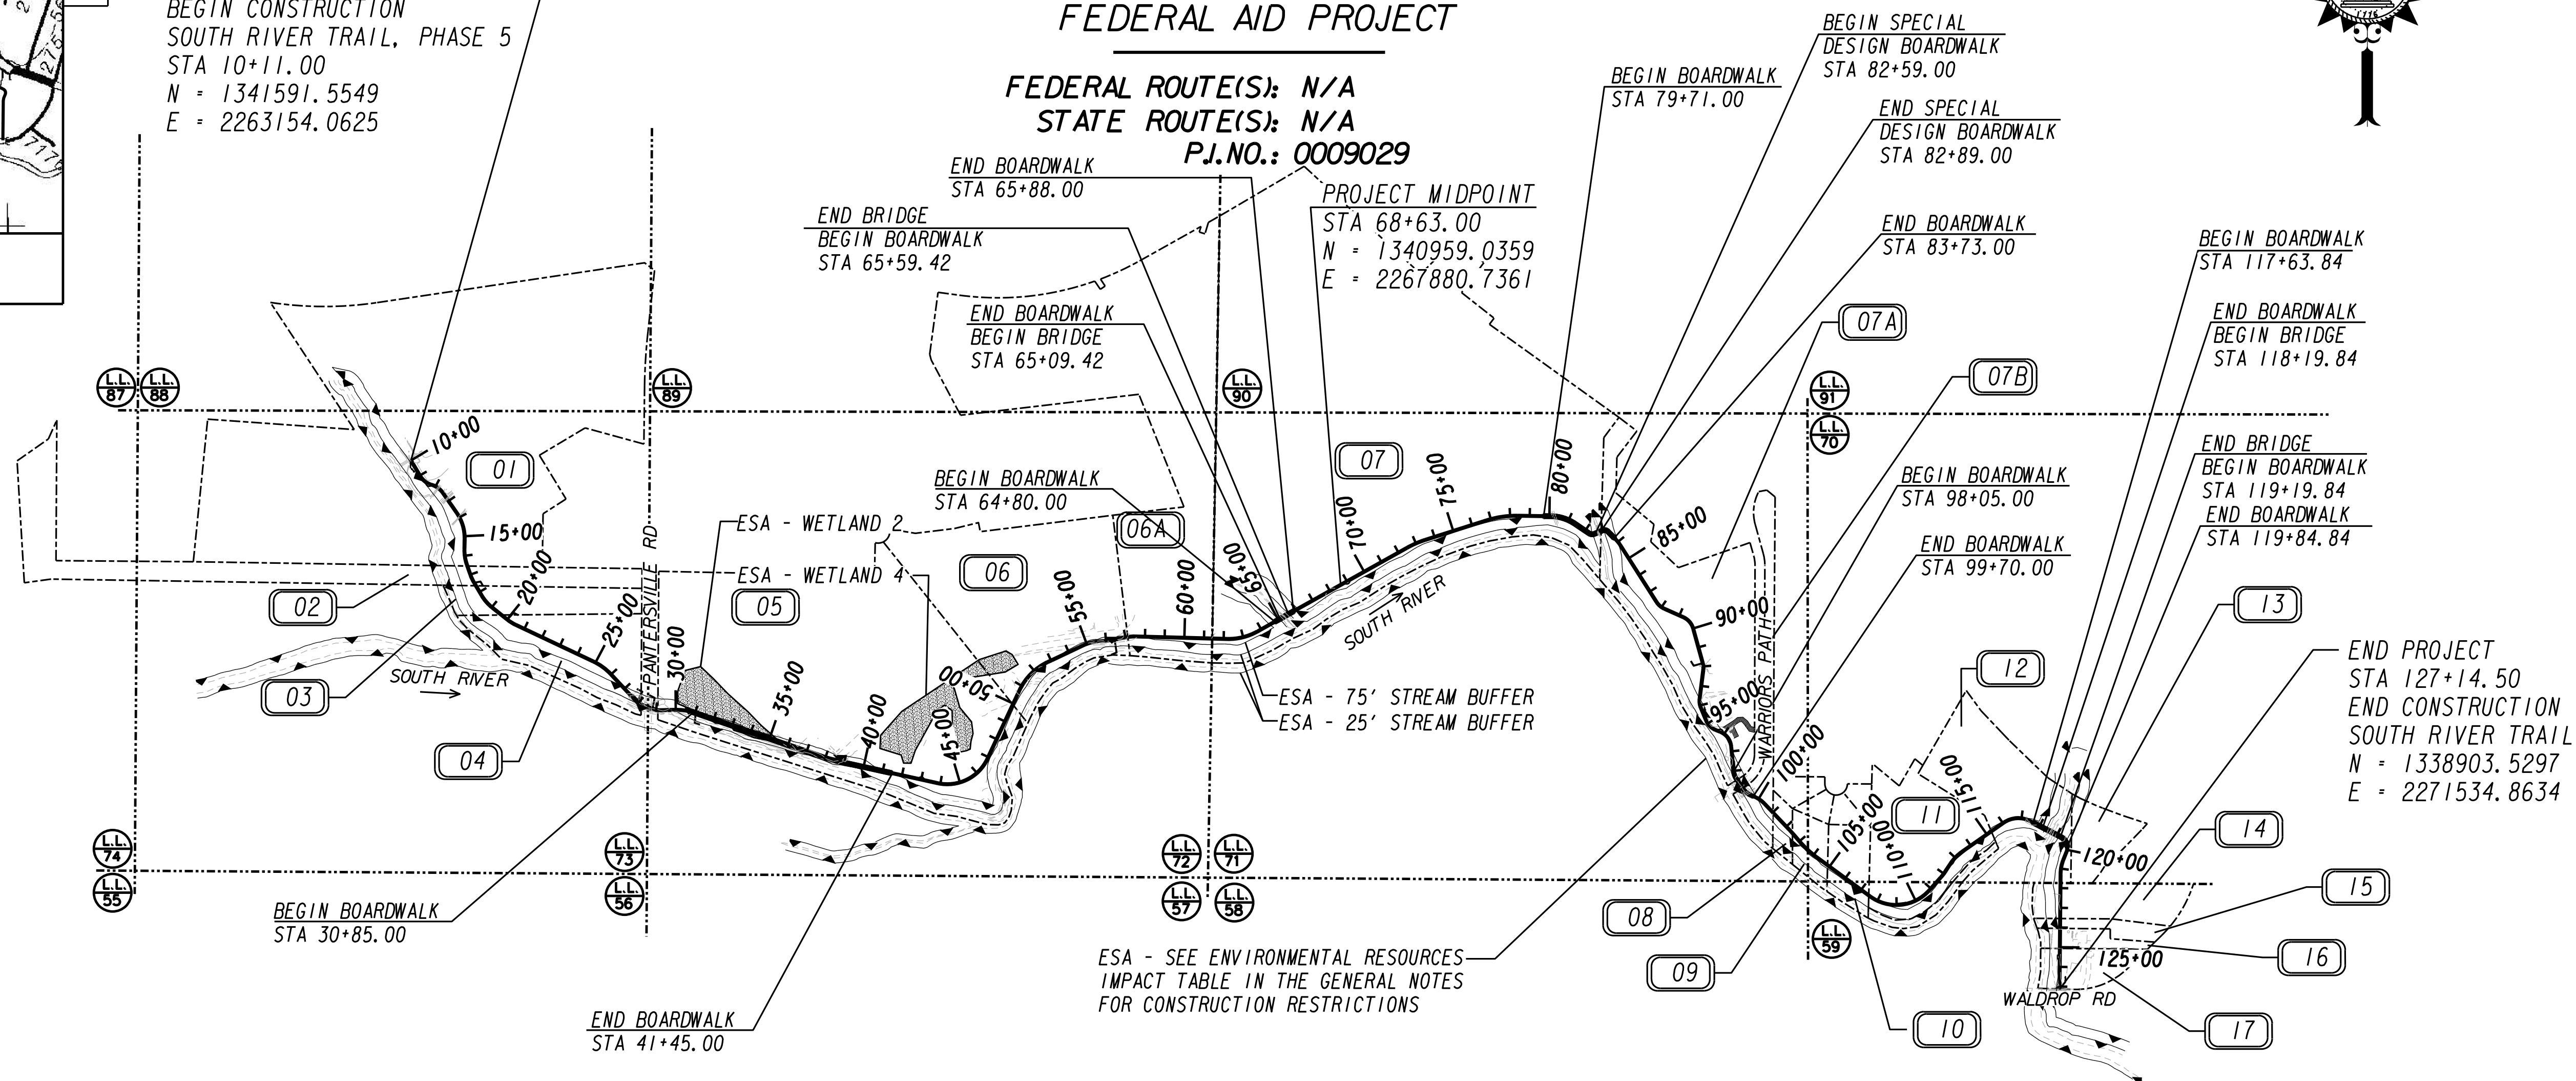 BEGIN CONSTRUCTION
SOUTH RIVER TRAIL, PHASE 5
STA 10+11.00
N = 1341591.5549
E = 2263154.0625
FEDERAL AID PROJECT
FEDERAL ROUTE(S): N/A
STATE ROUTE(S): N/A
P.I.NO.: 0009029
END BOARDWALK
STA 65+88.00
END BRIDGE
BEGIN BOARDWALK
STA 65+59.42
END BOARDWALK
BEGIN BRIDGE
STA 65+09.42
BEGIN BOARDWALK
STA 64+80.00
PROJECT MIDPOINT
STA 68+63.00
N = 1340959.0359
E = 2267880.7361
BEGIN BOARDWALK
STA 79+71.00
BEGIN SPECIAL
DESIGN BOARDWALK
STA 82+59.00
END SPECIAL
DESIGN BOARDWALK
STA 82+89.00
END BOARDWALK
STA 83+73.00
BEGIN BOARDWALK
STA 117+63.84
END BOARDWALK
BEGIN BRIDGE
STA 118+19.84
END BRIDGE
BEGIN BOARDWALK
STA 119+19.84
END BOARDWALK
STA 119+84.84
BEGIN BOARDWALK
STA 98+05.00
END BOARDWALK
STA 99+70.00
END PROJECT
STA 127+14.50
END CONSTRUCTION
SOUTH RIVER TRAIL
N = 1338903.5297
E = 2271534.8634
L.L.
87
L.L.
88
L.L.
89
L.L.
90
L.L.
91
L.L.
70
10+00
15+00
20+00
25+00
30+00
35+00
40+00
45+00
50+00
55+00
60+00
65+00
70+00
75+00
80+00
85+00
90+00
95+00
100+00
105+00
110+00
115+00
120+00
125+00
01
02
03
04
05
06
06A
07
07A
07B
08
09
10
11
12
13
14
15
16
17
PANTERSVILLE RD
ESA - WETLAND 2
ESA - WETLAND 4
SOUTH RIVER
SOUTH RIVER
WARRIORS PATH
ESA - 75' STREAM BUFFER
ESA - 25' STREAM BUFFER
L.L.
74
L.L.
55
L.L.
73
L.L.
56
L.L.
72
L.L.
71
L.L.
57
L.L.
58
L.L.
59
BEGIN BOARDWALK
STA 30+85.00
END BOARDWALK
STA 41+45.00
ESA - SEE ENVIRONMENTAL RESOURCES
IMPACT TABLE IN THE GENERAL NOTES
FOR CONSTRUCTION RESTRICTIONS
WALDROP RD